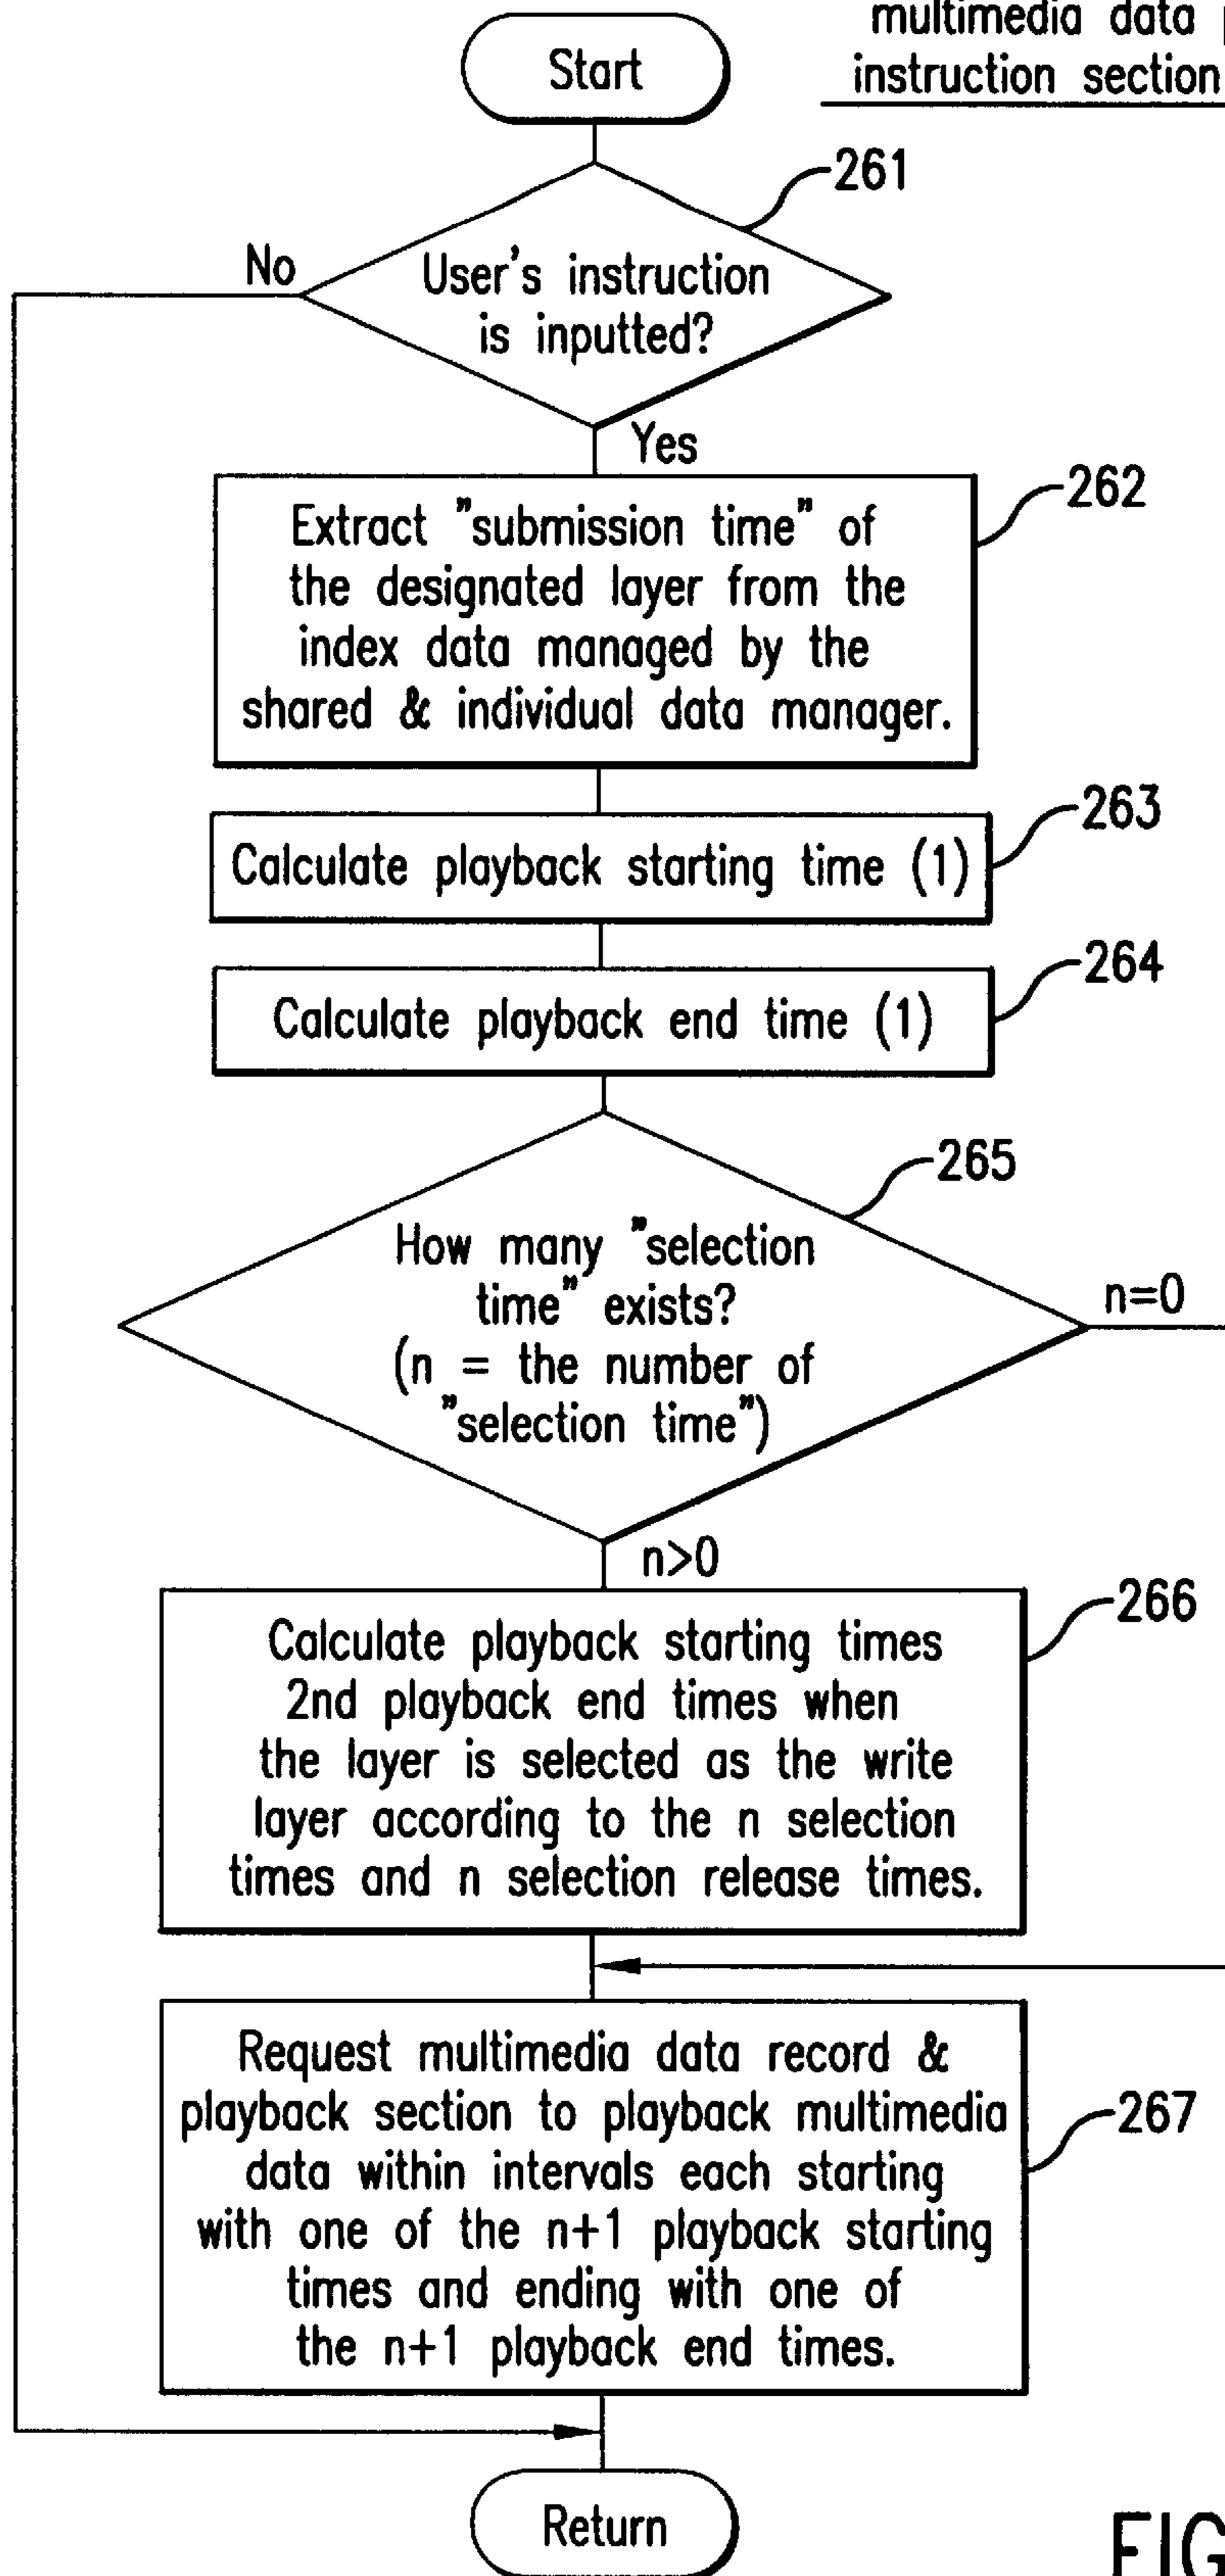 multimedia data
instruction section
Start
261
No
User's instruction
is inputted?
Yes
262
Extract "submission time" of
the designated layer from the
index data managed by the
shared & individual data manager.
263
Calculate playback starting time (1)
264
Calculate playback end time (1)
265
How many "selection
time" exists?
(n = the number of
"selection time")
n=0
n>0
266
Calculate playback starting times
2nd playback end times when
the layer is selected as the write
layer according to the n selection
times and n selection release times.
Request multimedia data record &
playback section to playback multimedia
data within intervals each starting
with one of the n+1 playback starting
times and ending with one of
the n+1 playback end times.
267
Return
FIG